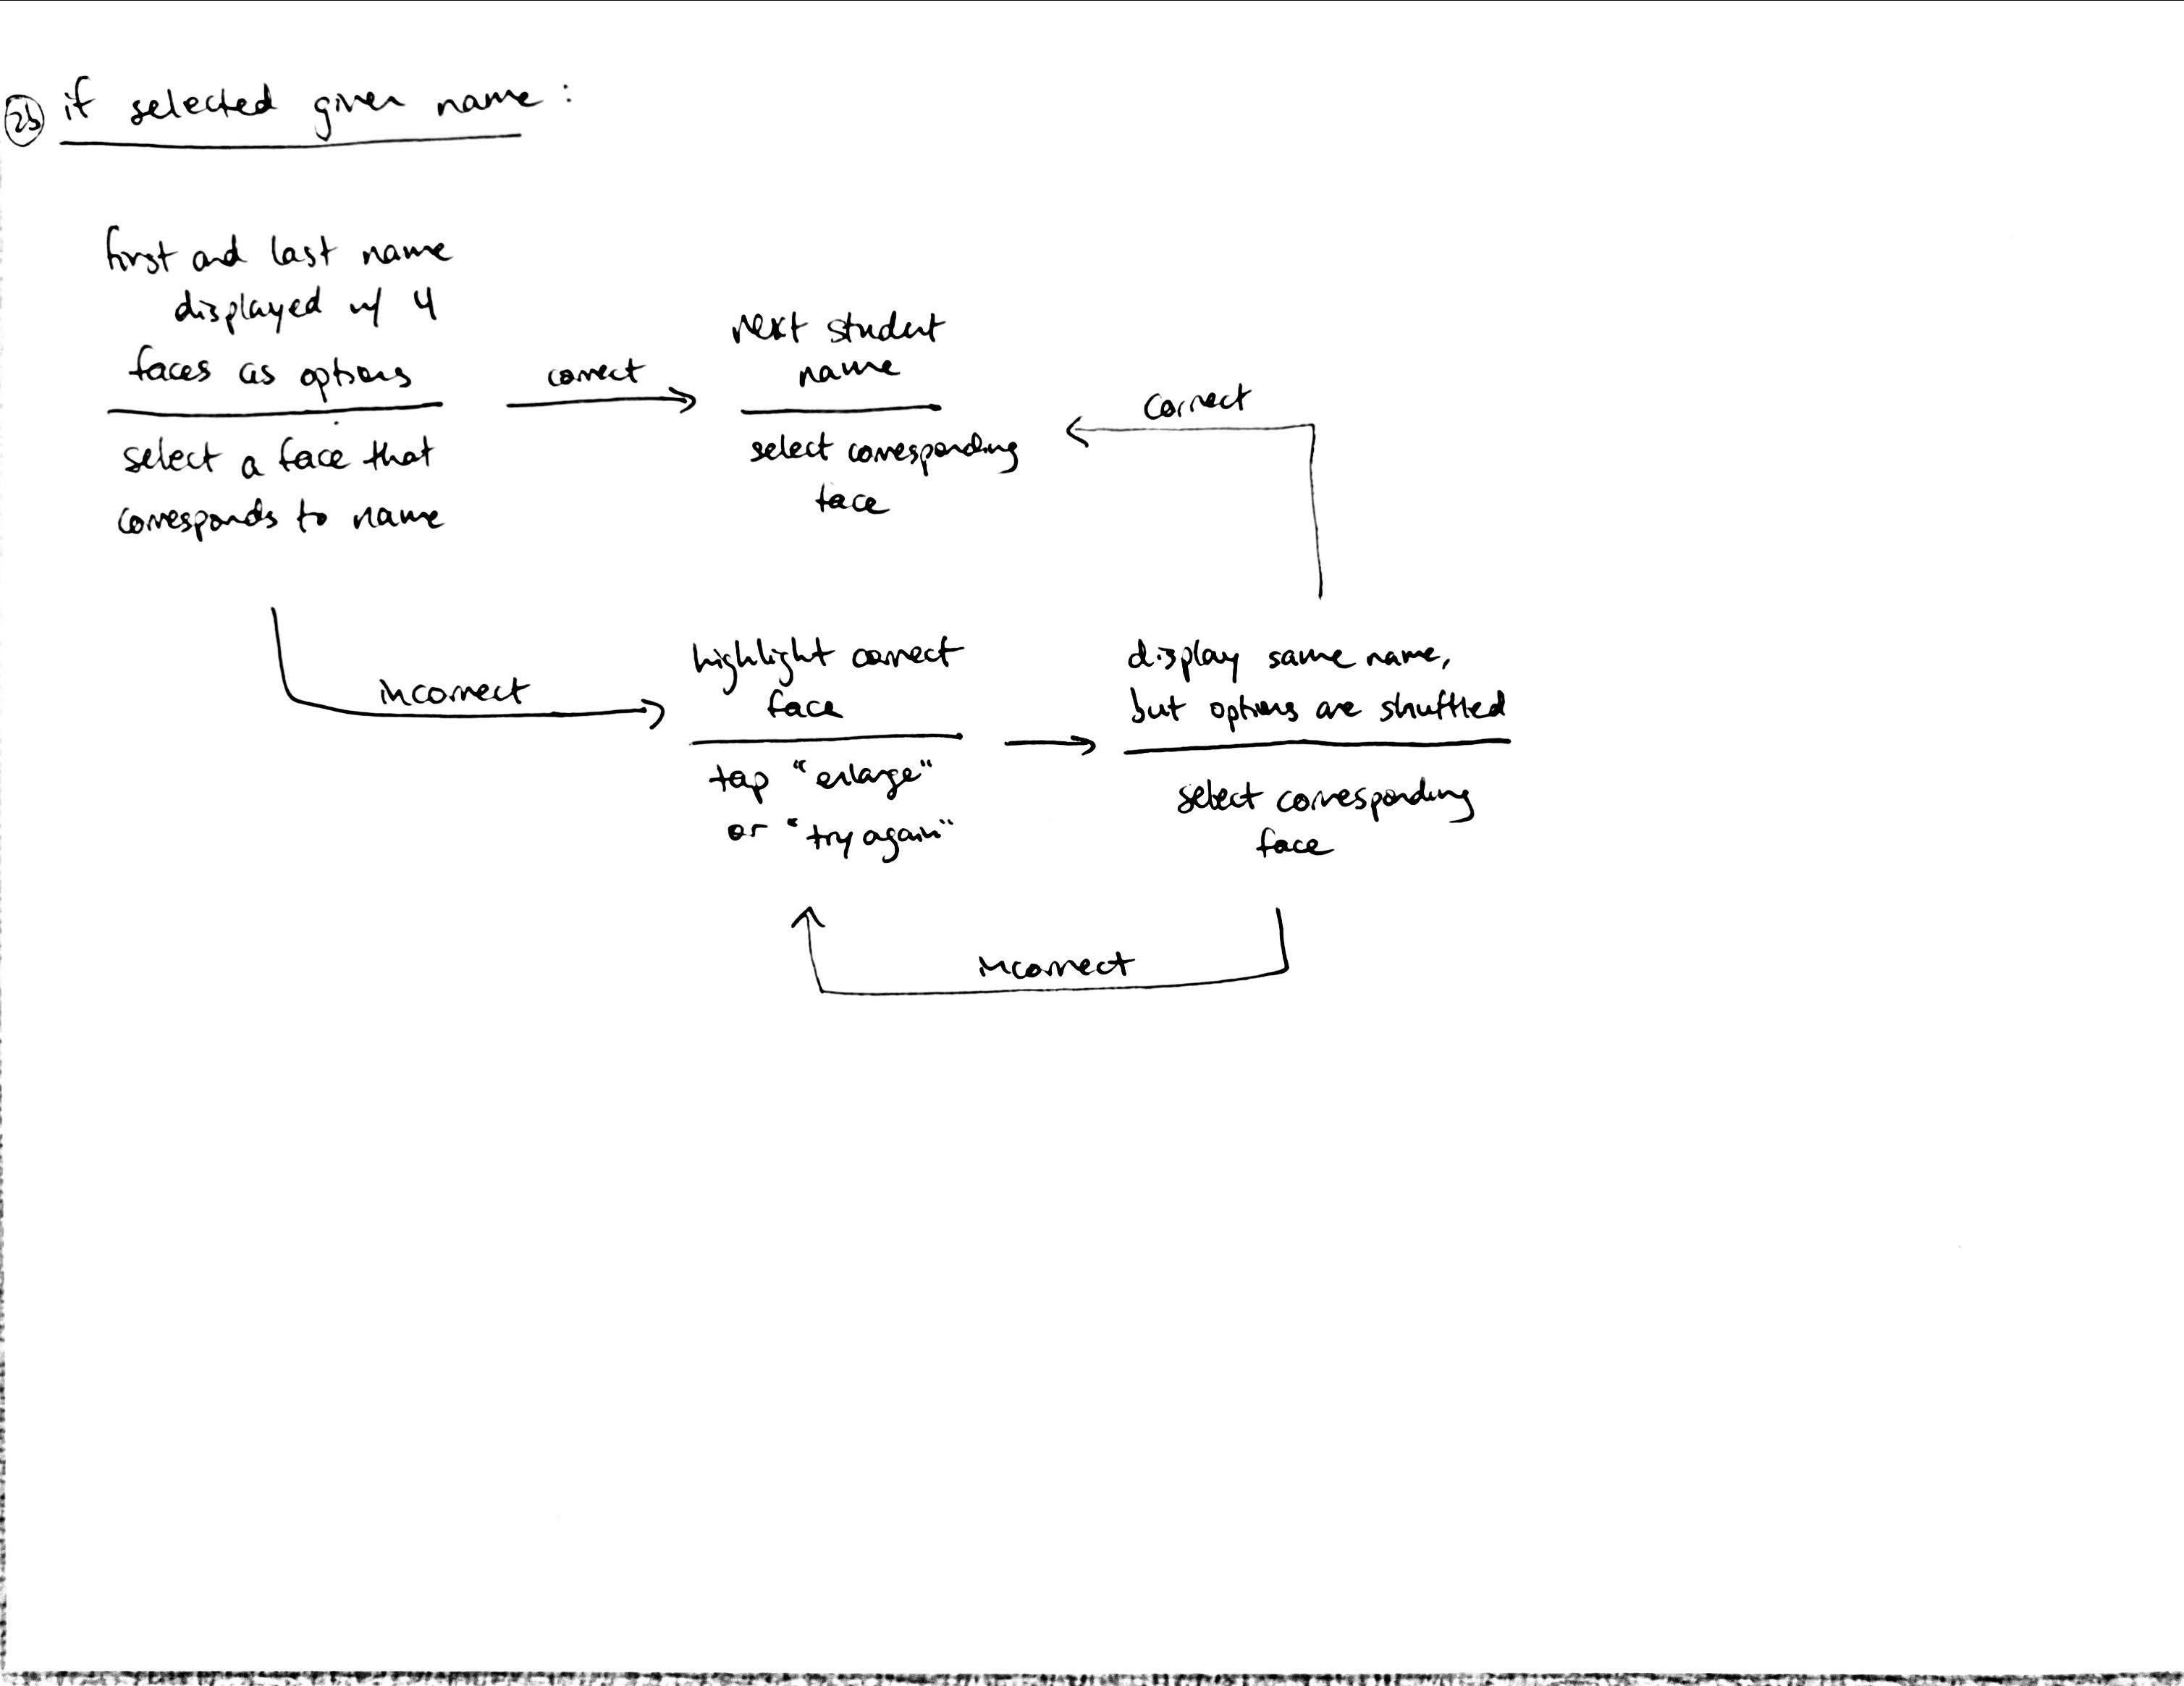 2b if selected given name:
first and last name
displayed w/ 4
faces as options
select a face that
corresponds to name
correct
next student
name
select corresponding
face
correct
incorrect
highlight correct
face
tap "enlarge"
or "try again"
display same name,
but options are shuffled
select corresponding
face
incorrect